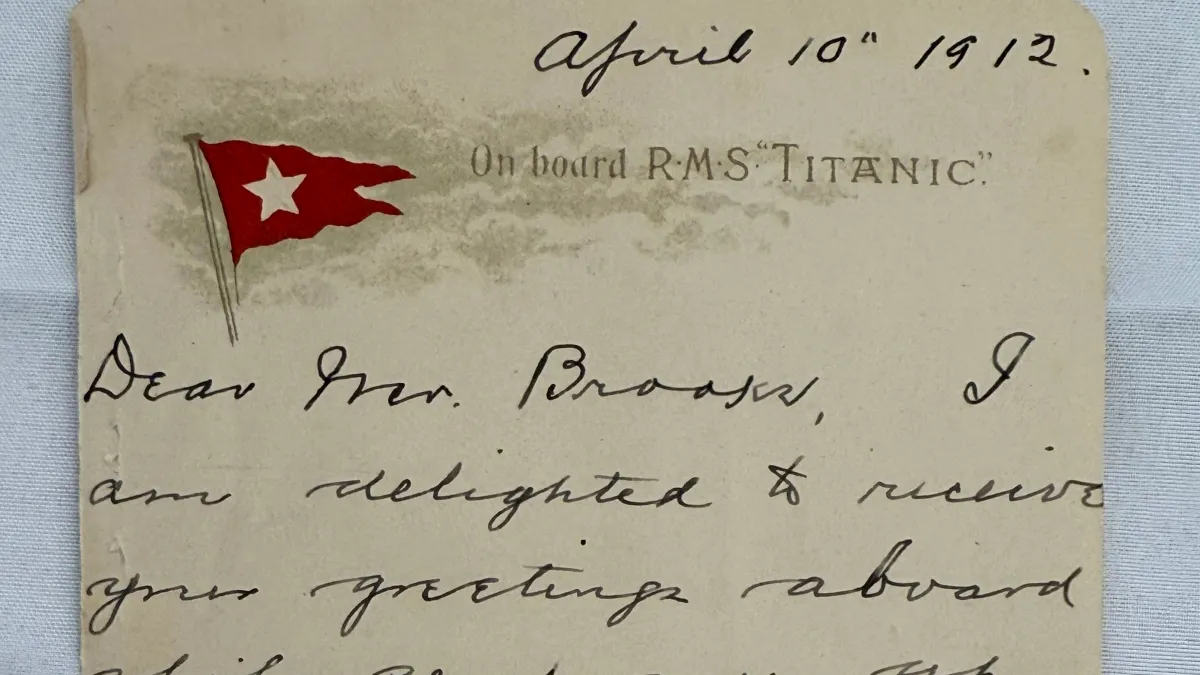 April 10" 1912.
On board R·M·S·"TITANIC".
Dear Mr. Brooks, I
am delighted to receive
your greetings aboard